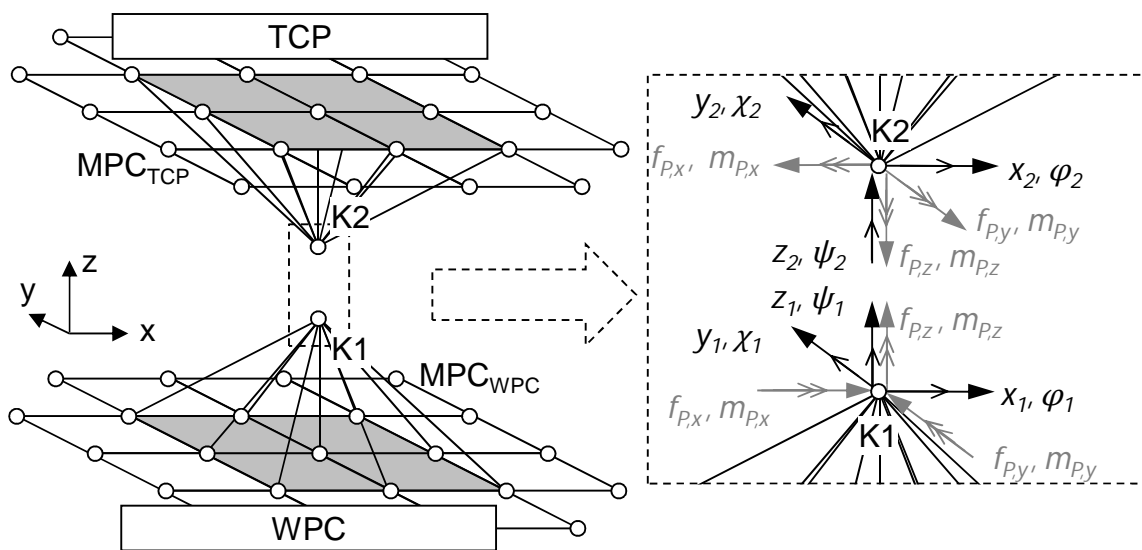 TCP
MPC_TCP
K2
z
y
x
K1
MPC_WPC
WPC
y₂, χ₂
K2
f_P,x, m_P,x
x₂, φ₂
f_P,y, m_P,y
z₂, ψ₂
f_P,z, m_P,z
z₁, ψ₁
f_P,z, m_P,z
y₁, χ₁
f_P,x, m_P,x
x₁, φ₁
K1
f_P,y, m_P,y